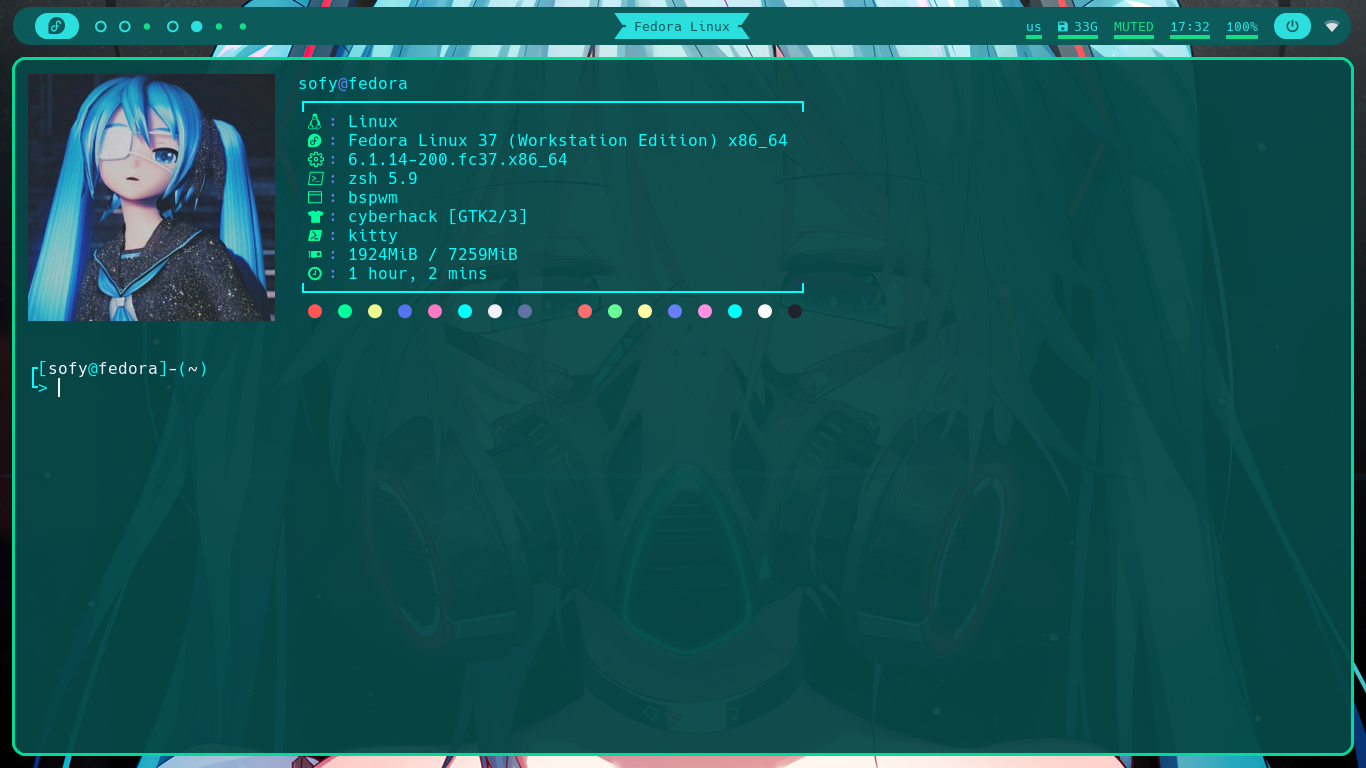 Fedora Linux
us 33G MUTED 17:32 100%
sofy@fedora
: Linux
: Fedora Linux 37 (Workstation Edition) x86_64
: 6.1.14-200.fc37.x86_64
: zsh 5.9
: bspwm
: cyberhack [GTK2/3]
: kitty
: 1924MiB / 7259MiB
: 1 hour, 2 mins
┌[sofy@fedora]-(~)
└>